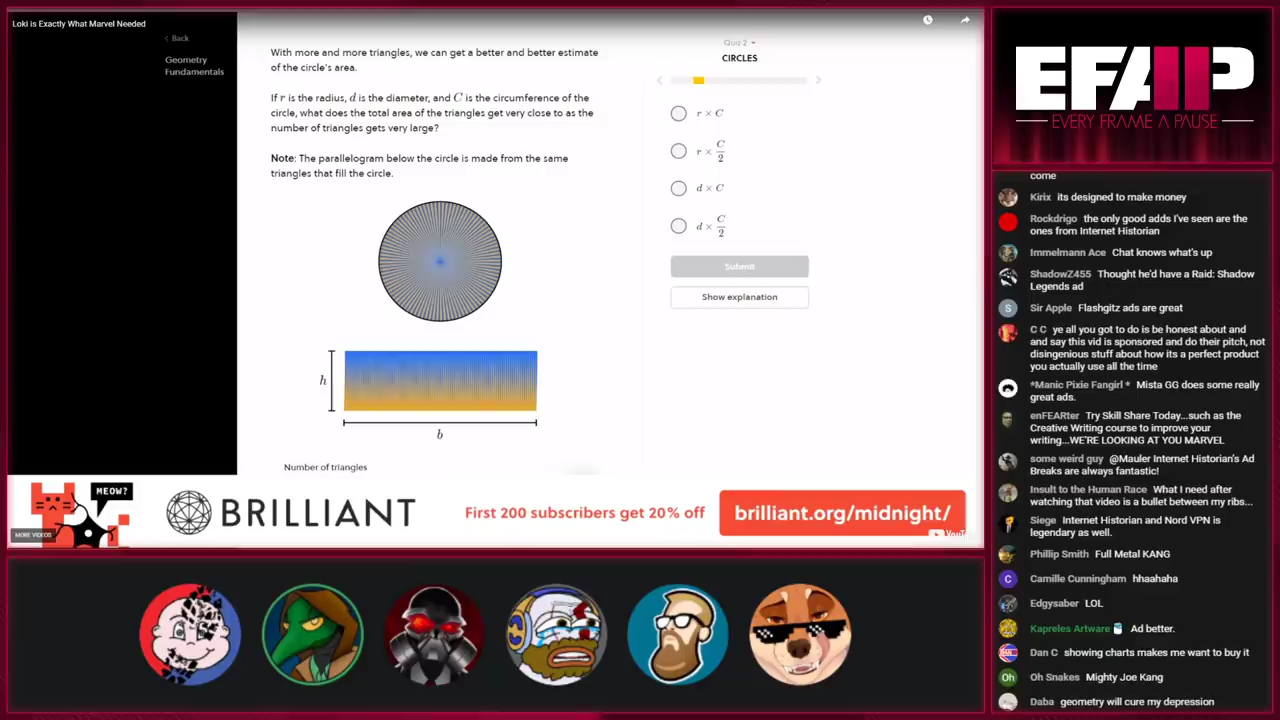 Loki is Exactly What Marvel Needed
Back
Geometry
Fundamentals
With more and more triangles, we can get a better and better estimate
of the circle's area.
If r is the radius, d is the diameter, and C is the circumference of the
circle, what does the total area of the triangles get very close to as the
number of triangles gets very large?
Note: The parallelogram below the circle is made from the same
triangles that fill the circle.
h
b
Number of triangles
Quiz 2
CIRCLES
r × C
r × C/2
d × C
d × C/2
Submit
Show explanation
MEOW?
MORE VIDEOS
BRILLIANT
First 200 subscribers get 20% off
brilliant.org/midnight/
YouTube
EFAP
EVERY FRAME A PAUSE
come
Kirix its designed to make money
Rockdrigo the only good adds I've seen are the
ones from Internet Historian
Immelmann Ace Chat knows what's up
ShadowZ455 Thought he'd have a Raid: Shadow
Legends ad
S
Sir Apple Flashgitz ads are great
C C ye all you got to do is be honest about and
and say this vid is sponsored and do their pitch, not
disingenious stuff about how its a perfect product
you actually use all the time
*Manic Pixie Fangirl * Mista GG does some really
great ads.
enFEARter Try Skill Share Today...such as the
Creative Writing course to improve your
writing...WE'RE LOOKING AT YOU MARVEL
some weird guy @Mauler Internet Historian's Ad
Breaks are always fantastic!
Insult to the Human Race What I need after
watching that video is a bullet between my ribs...
Siege Internet Historian and Nord VPN is
legendary as well.
Phillip Smith Full Metal KANG
C
Camille Cunningham hhaahaha
Edgysaber LOL
Kapreles Artware Ad better.
Dan C showing charts makes me want to buy it
Oh
Oh Snakes Mighty Joe Kang
Daba geometry will cure my depression